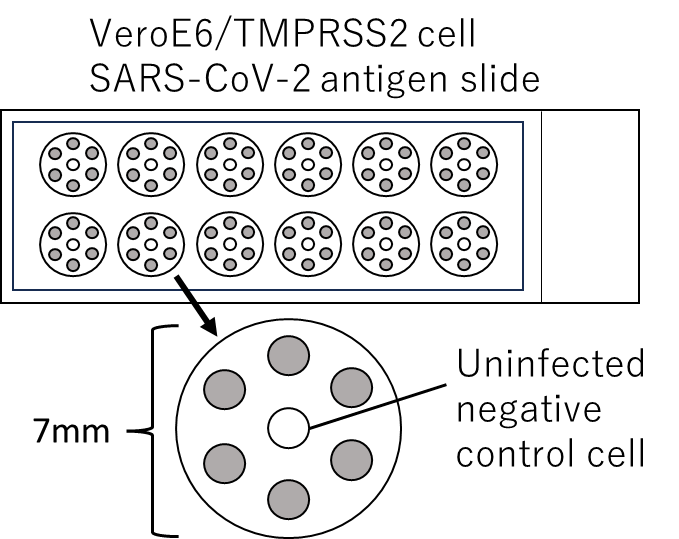 VeroE6/TMPRSS2 cell
SARS-CoV-2 antigen slide
7mm
Uninfected
negative
control cell